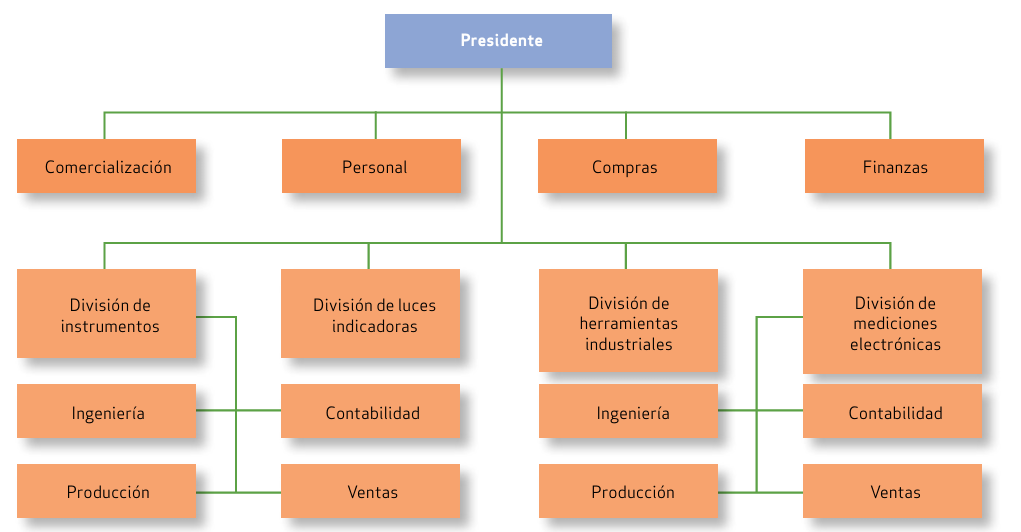 Presidente
Comercialización
Personal
Compras
Finanzas
División de
instrumentos
División de luces
indicadoras
División de
herramientas
industriales
División de
mediciones
electrónicas
Ingeniería
Contabilidad
Ingeniería
Contabilidad
Producción
Ventas
Producción
Ventas